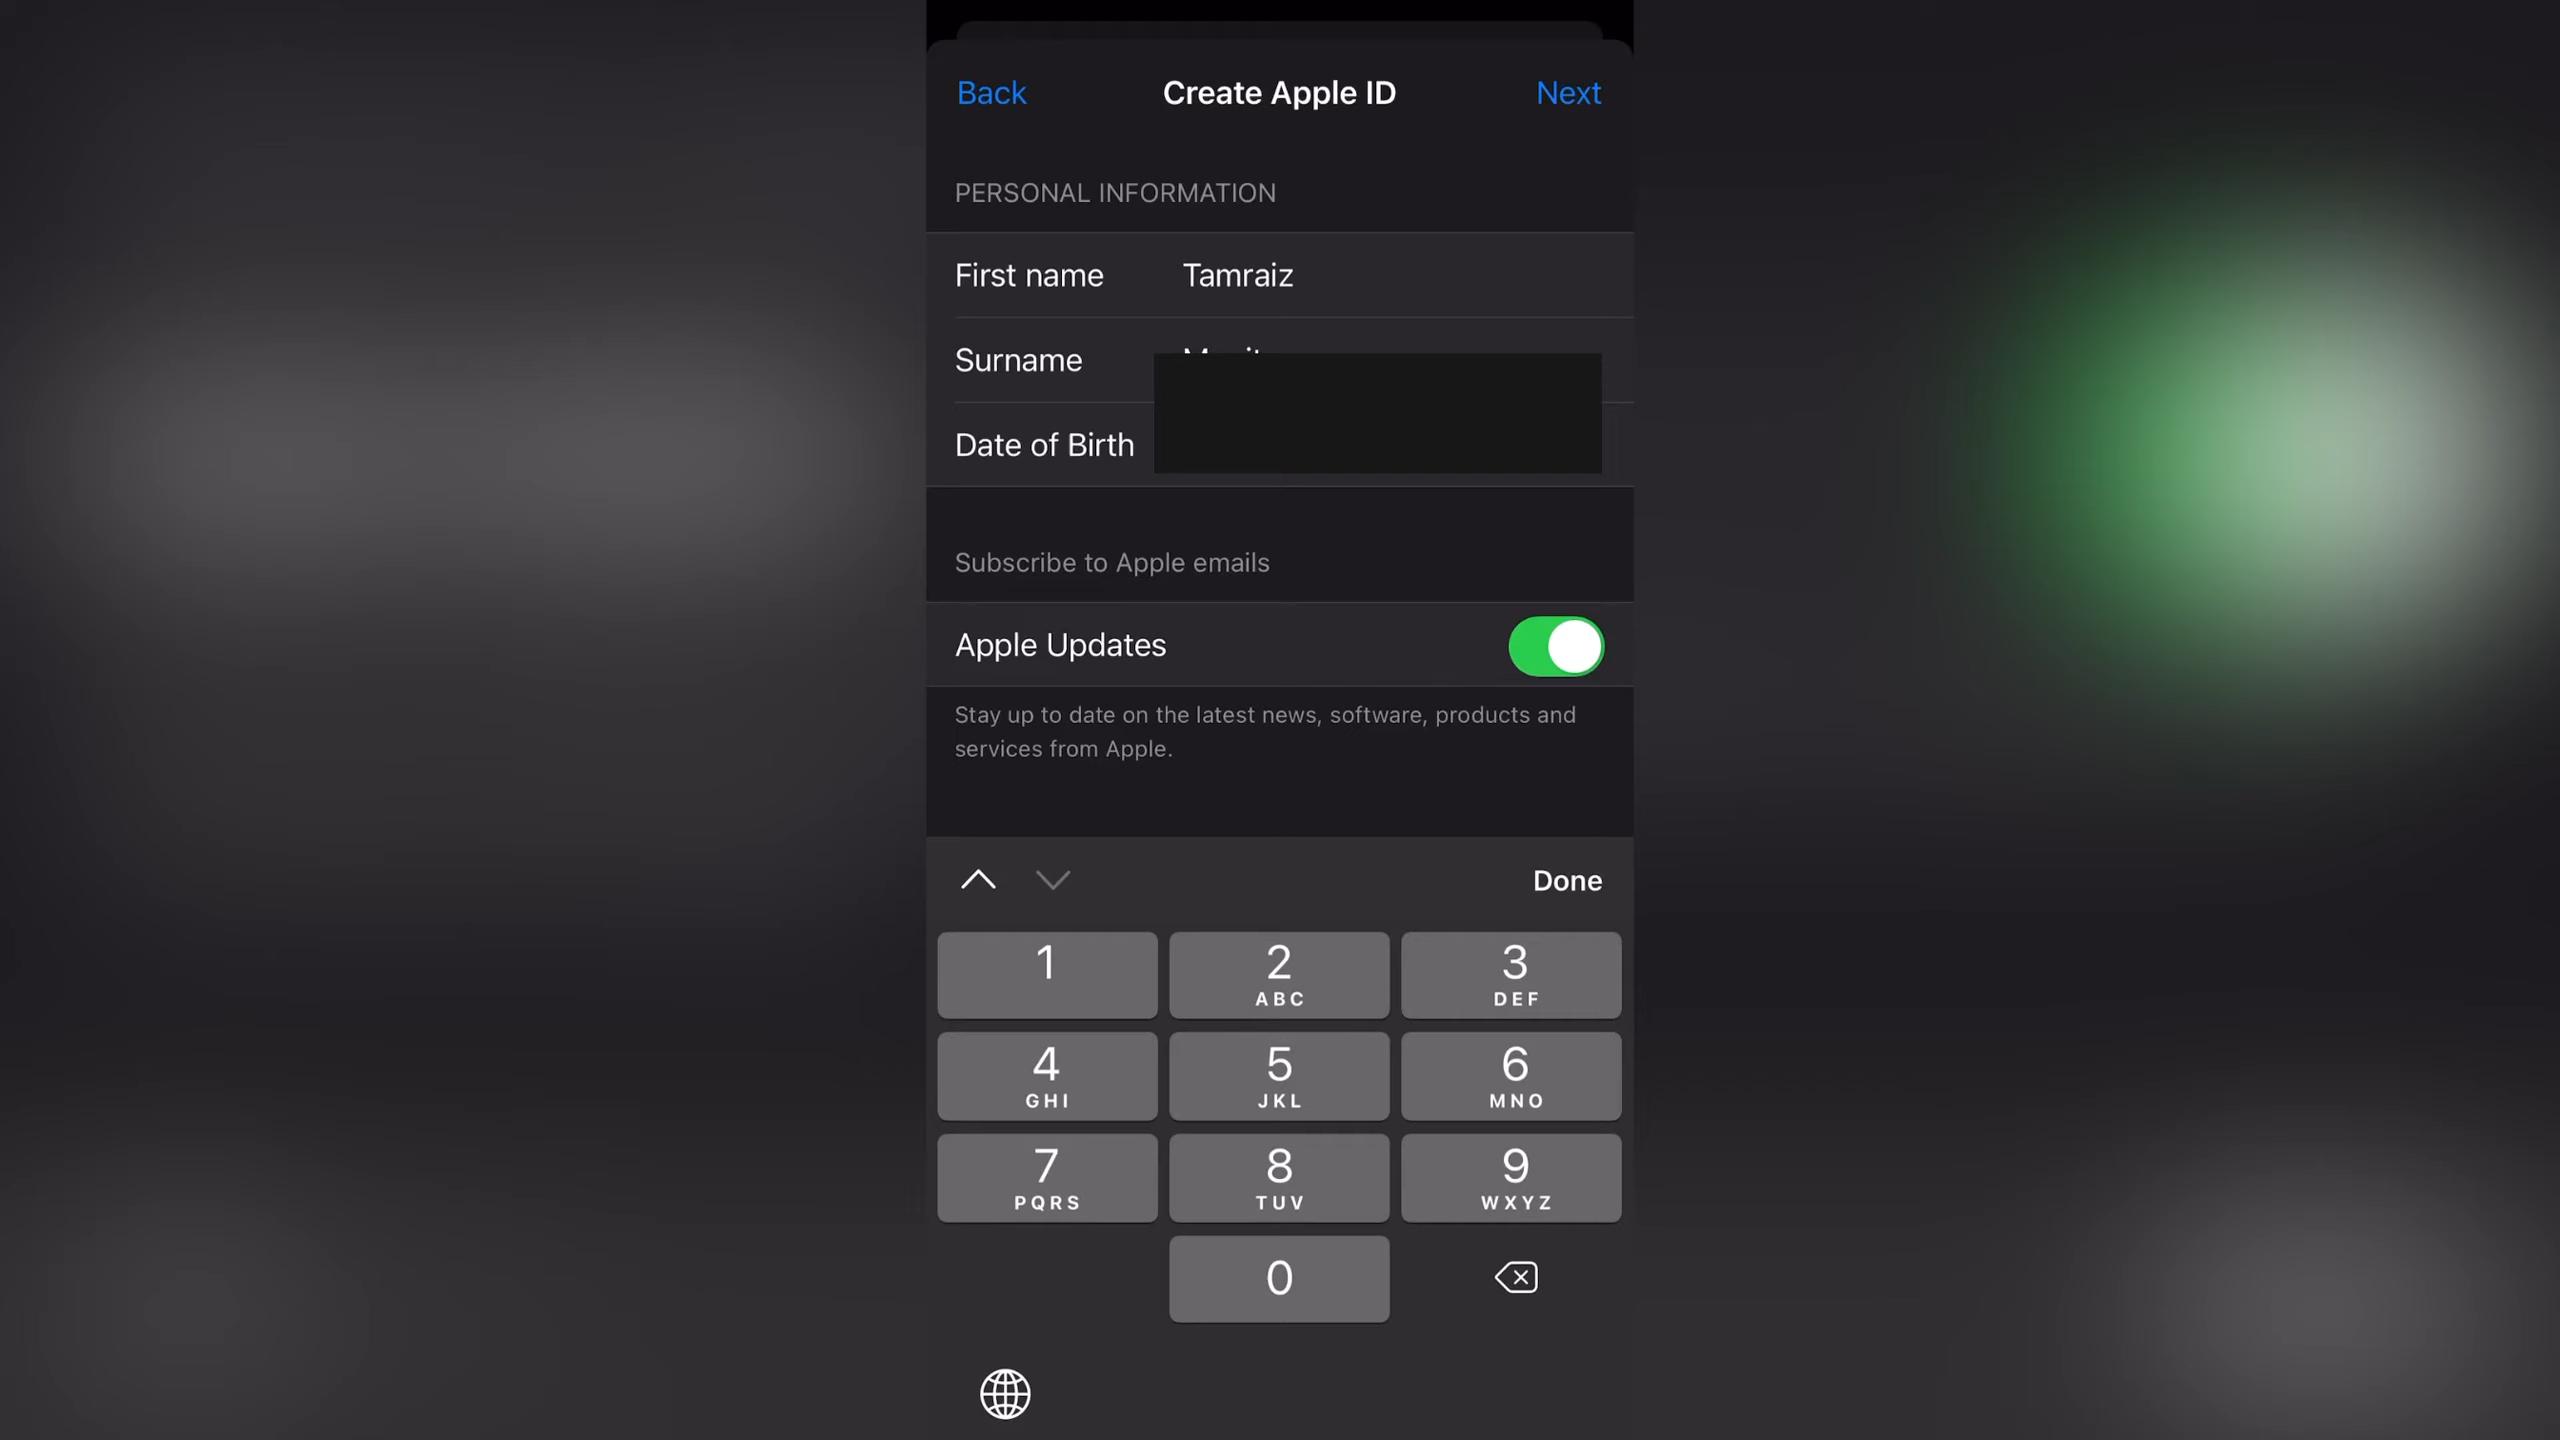 Back Create Apple ID Next
PERSONAL INFORMATION
First name Tamraiz
Surname
Date of Birth
Subscribe to Apple emails
Apple Updates
Stay up to date on the latest news, software, products and
services from Apple.
Done
1 2 3
ABC DEF
4 5 6
GHI JKL MNO
7 8 9
PQRS TUV WXYZ
0